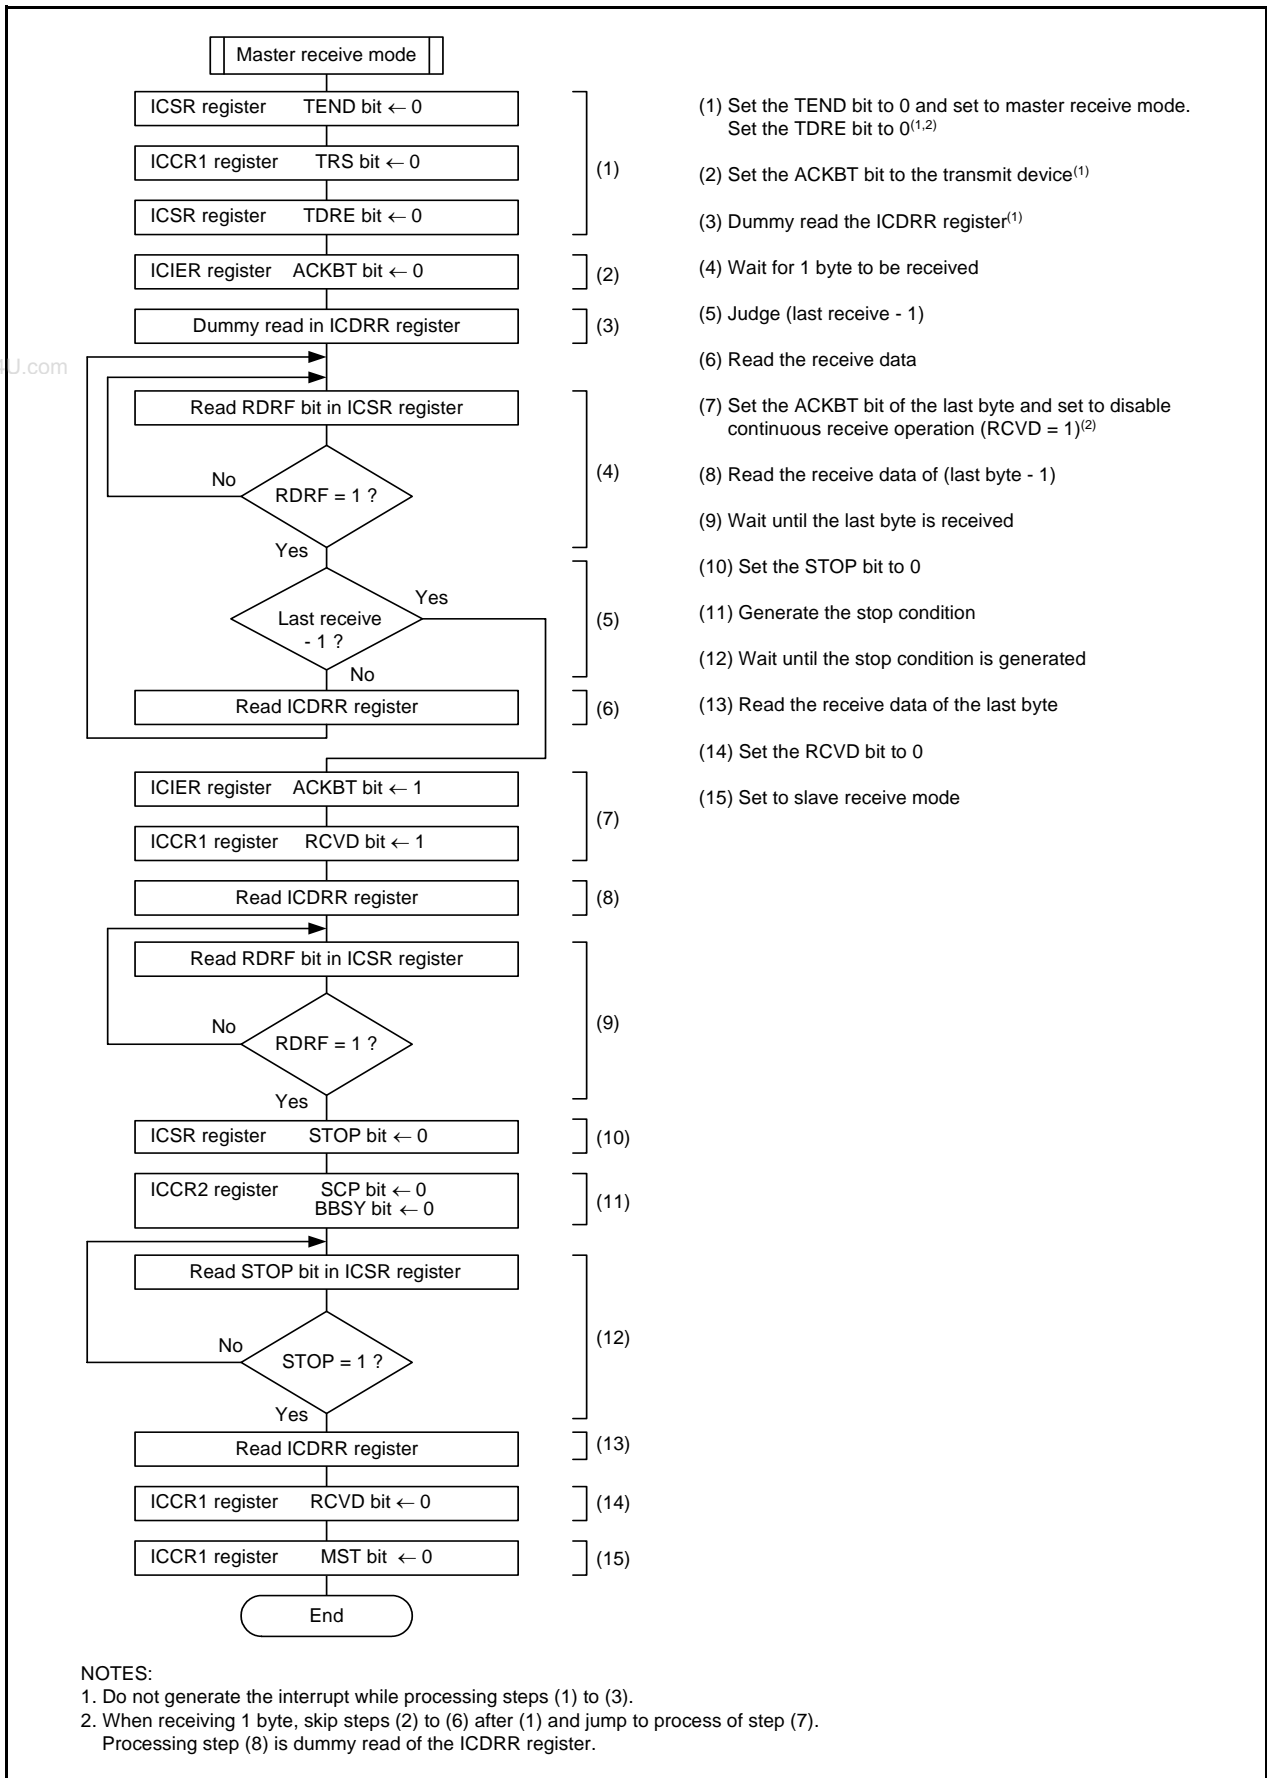 Master receive mode
ICSR register TEND bit ← 0
ICCR1 register TRS bit ← 0
ICSR register TDRE bit ← 0
(1)
ICIER register ACKBT bit ← 0
(2)
Dummy read in ICDRR register
(3)
4U.com
Read RDRF bit in ICSR register
No
RDRF = 1 ?
(4)
Yes
Last receive
- 1 ?
Yes
(5)
No
Read ICDRR register
(6)
ICIER register ACKBT bit ← 1
ICCR1 register RCVD bit ← 1
(7)
Read ICDRR register
(8)
Read RDRF bit in ICSR register
No
RDRF = 1 ?
(9)
Yes
ICSR register STOP bit ← 0
(10)
ICCR2 register SCP bit ← 0
BBSY bit ← 0
(11)
Read STOP bit in ICSR register
No
STOP = 1 ?
(12)
Yes
Read ICDRR register
(13)
ICCR1 register RCVD bit ← 0
(14)
ICCR1 register MST bit ← 0
(15)
End
(1) Set the TEND bit to 0 and set to master receive mode.
Set the TDRE bit to 0(1,2)
(2) Set the ACKBT bit to the transmit device(1)
(3) Dummy read the ICDRR register(1)
(4) Wait for 1 byte to be received
(5) Judge (last receive - 1)
(6) Read the receive data
(7) Set the ACKBT bit of the last byte and set to disable
continuous receive operation (RCVD = 1)(2)
(8) Read the receive data of (last byte - 1)
(9) Wait until the last byte is received
(10) Set the STOP bit to 0
(11) Generate the stop condition
(12) Wait until the stop condition is generated
(13) Read the receive data of the last byte
(14) Set the RCVD bit to 0
(15) Set to slave receive mode
NOTES:
1. Do not generate the interrupt while processing steps (1) to (3).
2. When receiving 1 byte, skip steps (2) to (6) after (1) and jump to process of step (7).
Processing step (8) is dummy read of the ICDRR register.